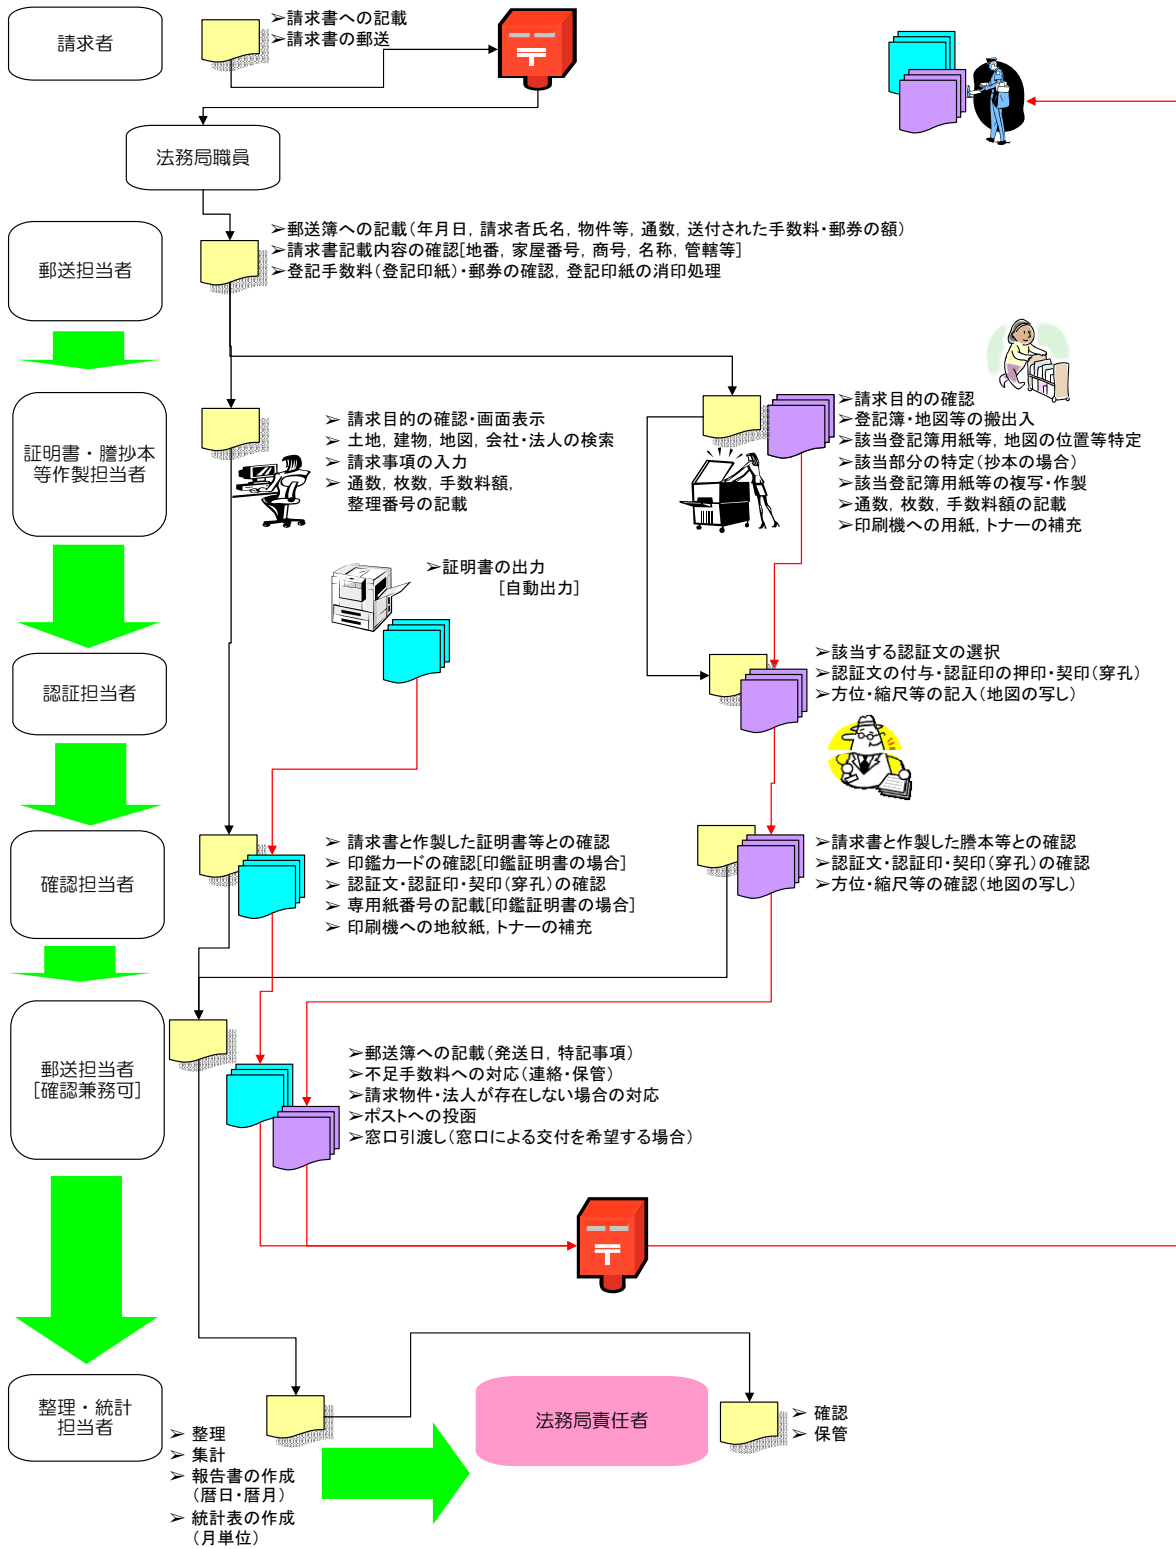 請求者
➢請求書への記載
➢請求書の郵送
〒
法務局職員
郵送担当者
➢郵送簿への記載(年月日, 請求者氏名, 物件等, 通数, 送付された手数料・郵券の額)
➢請求書記載内容の確認[地番, 家屋番号, 商号, 名称, 管轄等]
➢登記手数料(登記印紙)・郵券の確認, 登記印紙の消印処理
証明書・謄抄本
等作製担当者
➢ 請求目的の確認・画面表示
➢ 土地, 建物, 地図, 会社・法人の検索
➢ 請求事項の入力
➢ 通数, 枚数, 手数料額,
整理番号の記載
➢請求目的の確認
➢登記簿・地図等の搬出入
➢該当登記簿用紙等, 地図の位置等特定
➢該当部分の特定(抄本の場合)
➢該当登記簿用紙等の複写・作製
➢通数, 枚数, 手数料額の記載
➢印刷機への用紙, トナーの補充
➢証明書の出力
[自動出力]
認証担当者
➢該当する認証文の選択
➢認証文の付与・認証印の押印・契印(穿孔)
➢方位・縮尺等の記入(地図の写し)
確認担当者
➢ 請求書と作製した証明書等との確認
➢ 印鑑カードの確認[印鑑証明書の場合]
➢ 認証文・認証印・契印(穿孔)の確認
➢ 専用紙番号の記載[印鑑証明書の場合]
➢ 印刷機への地紋紙, トナーの補充
➢請求書と作製した謄本等との確認
➢認証文・認証印・契印(穿孔)の確認
➢方位・縮尺等の確認(地図の写し)
郵送担当者
[確認兼務可]
➢郵送簿への記載(発送日, 特記事項)
➢不足手数料への対応(連絡・保管)
➢請求物件・法人が存在しない場合の対応
➢ポストへの投函
➢窓口引渡し(窓口による交付を希望する場合)
〒
整理・統計
担当者
➢ 整理
➢ 集計
➢ 報告書の作成
(暦日・暦月)
➢ 統計表の作成
(月単位)
法務局責任者
➢ 確認
➢ 保管